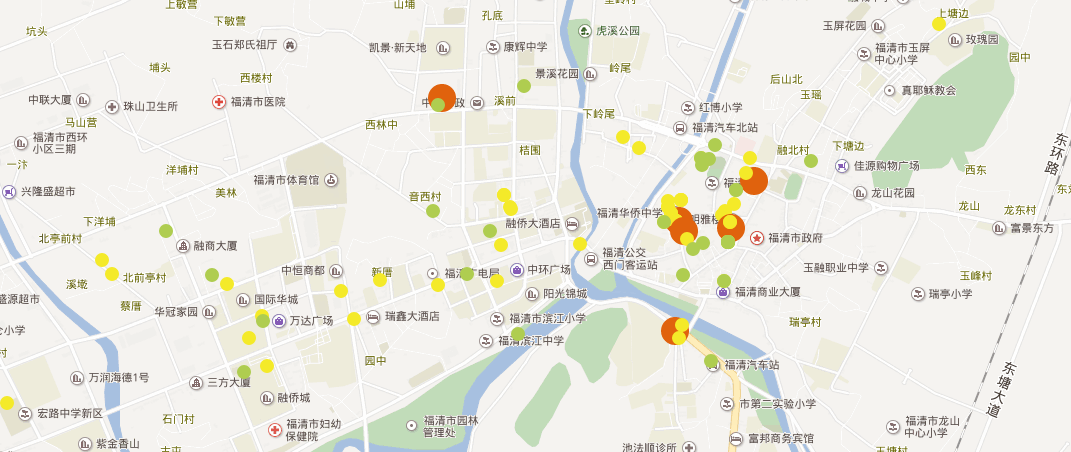 上敏营
山埔
孔底
里岭村
上塘边
坑头
下敏营
虎溪公园
玉屏花园
玫瑰园
玉石郑氏祖厅
凯景·新天地
康辉中学
福清市玉屏
中心小学
园中
埔头
西楼村
景溪花园
岭尾
后山北
真耶稣教会
中联大厦
珠山卫生所
福清市医院
溪前
下岭尾
红博小学
玉瑶
马山营
西林中
福清汽车北站
东环路
福清市西环
小区三期
桔围
融北村
下塘边
一汴
洋埔村
佳源购物广场
西东
兴隆盛超市
美林
福清市体育馆
音西村
龙山花园
下洋埔
福清华侨中学
龙山
龙东村
融侨大酒店
北亭前村
融商大厦
福清市政府
富景东方
福清公交
西门客运站
中恒商都
新厝
中环广场
玉融职业中学
北前亭村
玉峰村
溪墘
盛源超市
国际华城
阳光锦城
福清商业大厦
瑞亭小学
蔡厝
华冠家园
万达广场
瑞鑫大酒店
福清市滨江小学
瑞亭村
福清滨江中学
园中
福清汽车站
东塘大道
万润海德1号
三方大厦
融侨城
市第二实验小学
宏路中学新区
石门村
福清市妇幼
保健院
福清市园林
管理处
福清市龙山
中心小学
紫金香山
池法顺诊所
富邦商务宾馆